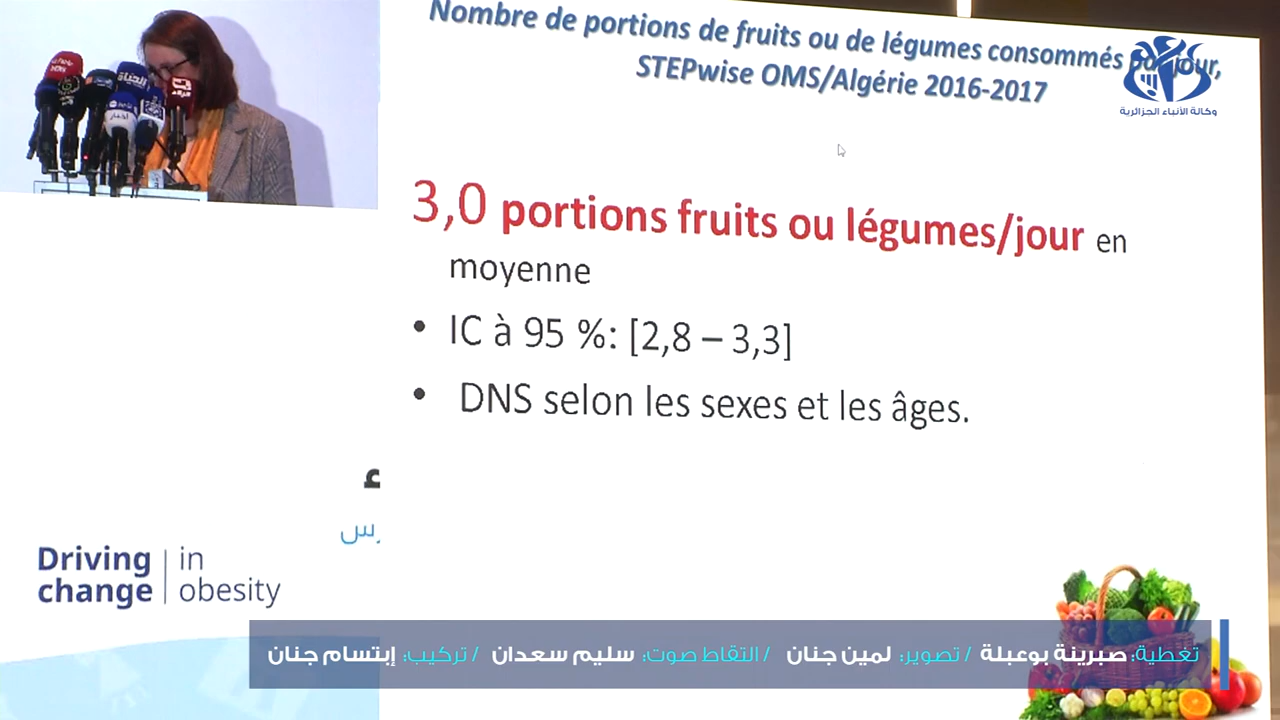 Nombre de portions de fruits ou de légumes consommés par jour,
STEPwise OMS/Algérie 2016-2017
وكالة الأنباء الجزائرية
3,0 portions fruits ou légumes/jour en
moyenne
• IC à 95 %: [2,8 – 3,3]
• DNS selon les sexes et les âges.
الحياة
Driving change | in obesity
تغطية: صبرينة بوعبلة / تصوير: لمين جنان / التقاط صوت: سليم سعدان / تركيب: إبتسام جنان